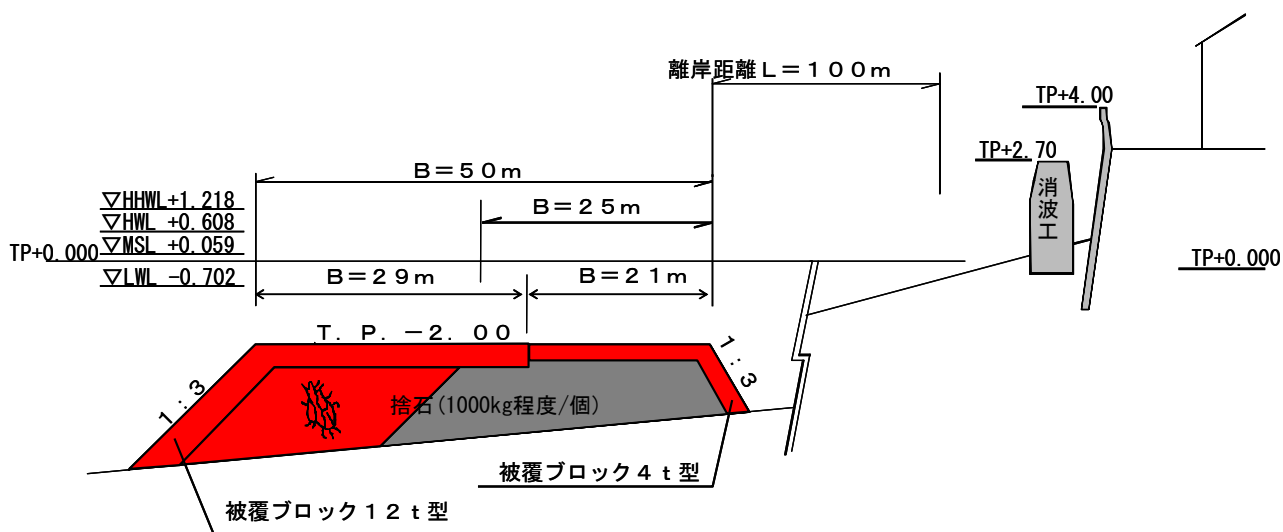 離岸距離L=100m
TP+4.00
TP+2.70
B=50m
消波工
▽HHWL+1.218
B=25m
▽HWL +0.608
▽MSL +0.059
TP+0.000
TP+0.000
▽LWL -0.702
B=29m
B=21m
T.P.-2.00
1:3
1:3
捨石(1000kg程度/個)
被覆ブロック4t型
被覆ブロック12t型